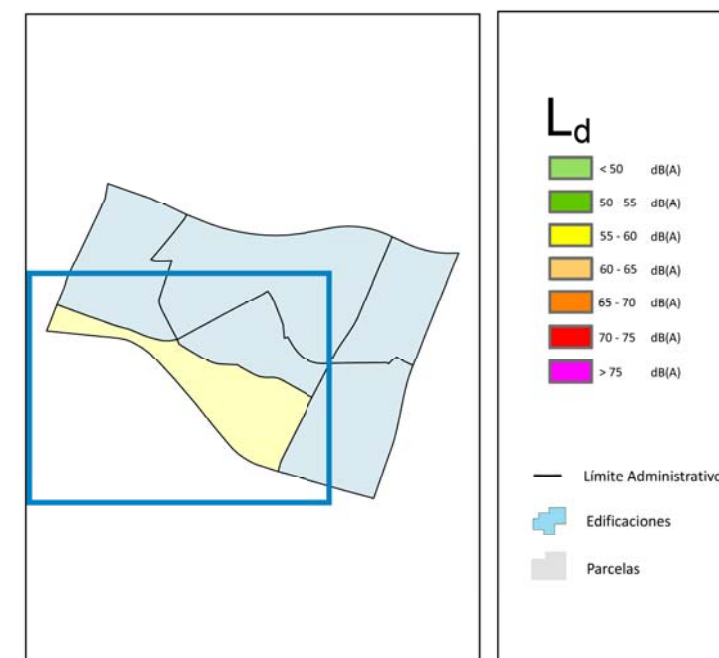 Ld
< 50 dB(A)
50 - 55 dB(A)
55 - 60 dB(A)
60 - 65 dB(A)
65 - 70 dB(A)
70 - 75 dB(A)
> 75 dB(A)
Límite Administrativo
Edificaciones
Parcelas